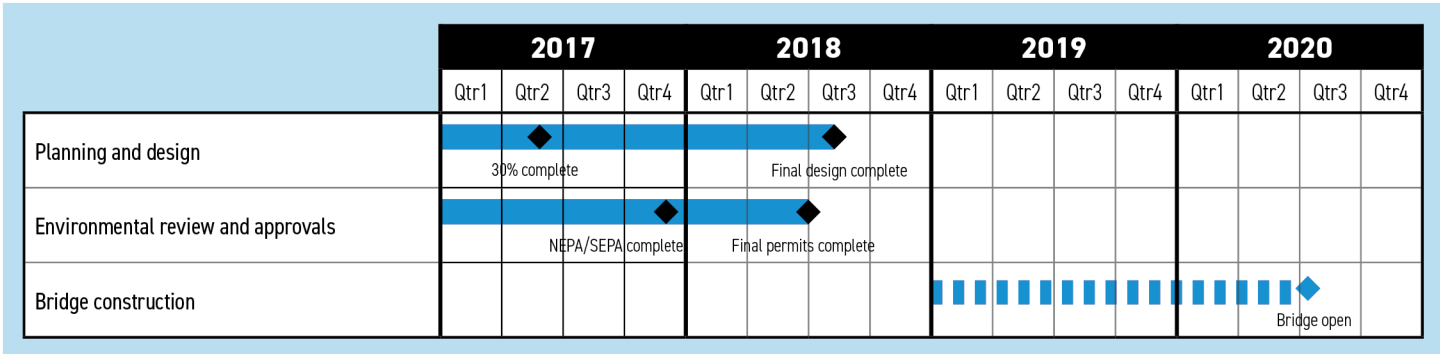 2017 2018 2019 2020
Qtr1 Qtr2 Qtr3 Qtr4 Qtr1 Qtr2 Qtr3 Qtr4 Qtr1 Qtr2 Qtr3 Qtr4 Qtr1 Qtr2 Qtr3 Qtr4
Planning and design
30% complete Final design complete
Environmental review and approvals
NEPA/SEPA complete Final permits complete
Bridge construction
Bridge open